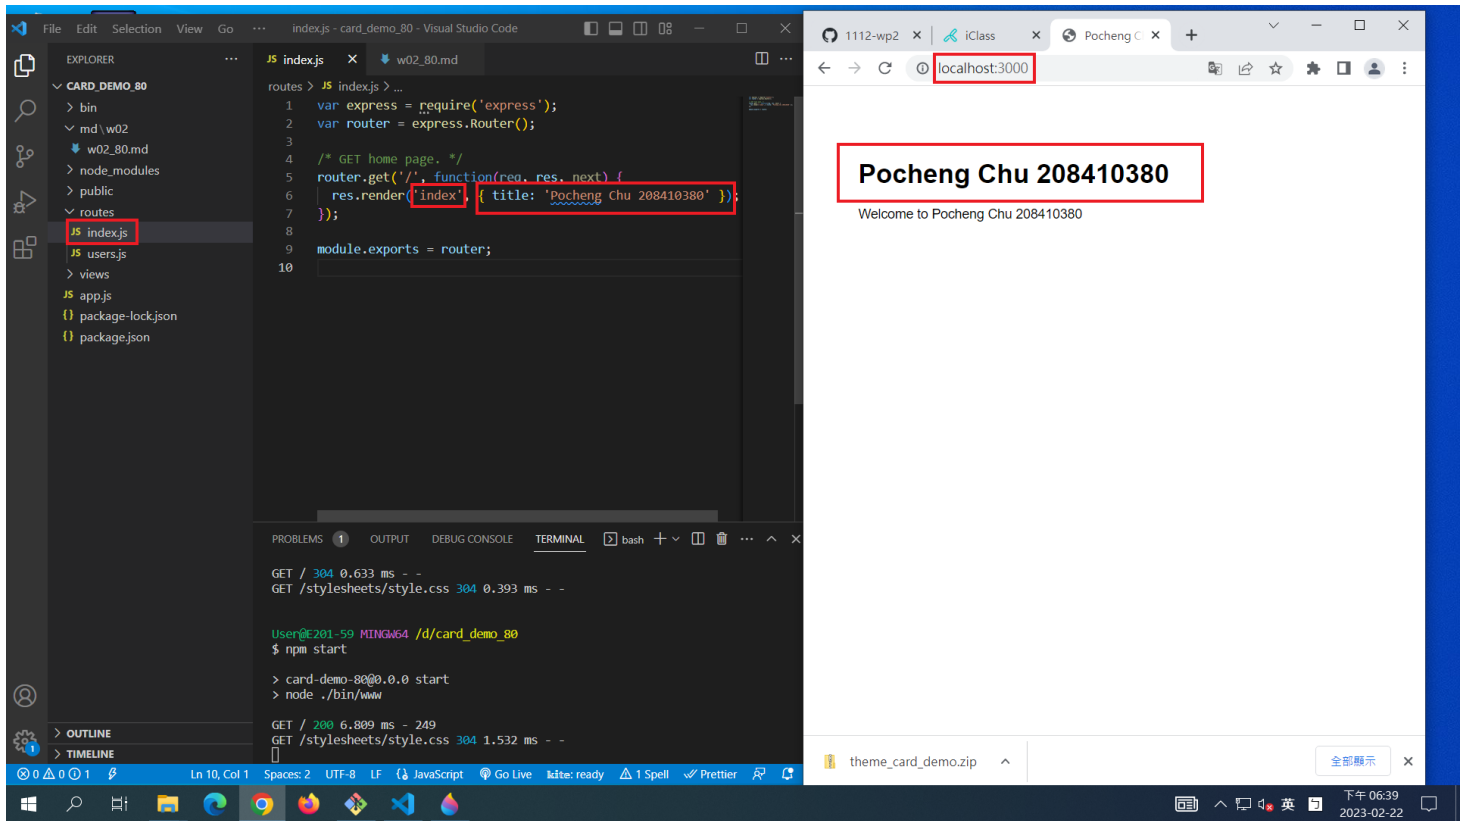 File Edit Selection View Go ··· index.js - card_demo_80 - Visual Studio Code
EXPLORER ···
CARD_DEMO_80
bin
md\w02
w02_80.md
node_modules
public
routes
JS index.js
JS users.js
views
JS app.js
{} package-lock.json
{} package.json
OUTLINE
TIMELINE
JS index.js
w02_80.md
routes > JS index.js > ...
1 var express = require('express');
2 var router = express.Router();
3
4 /* GET home page. */
5 router.get('/', function(req, res, next) {
6 res.render('index', { title: 'Pocheng Chu 208410380' });
7 });
8
9 module.exports = router;
10
PROBLEMS 1 OUTPUT DEBUG CONSOLE TERMINAL bash
GET / 304 0.633 ms - -
GET /stylesheets/style.css 304 0.393 ms - -
User@E201-59 MINGW64 /d/card_demo_80
$ npm start
> card-demo-80@0.0.0 start
> node ./bin/www
GET / 200 6.809 ms - 249
GET /stylesheets/style.css 304 1.532 ms - -
0 0 1 Ln 10, Col 1 Spaces: 2 UTF-8 LF JavaScript Go Live kite: ready 1 Spell Prettier
1
1112-wp2
iClass
Pocheng C
localhost:3000
Pocheng Chu 208410380
Welcome to Pocheng Chu 208410380
theme_card_demo.zip
全部顯示
英
ㄅ
下午 06:39
2023-02-22